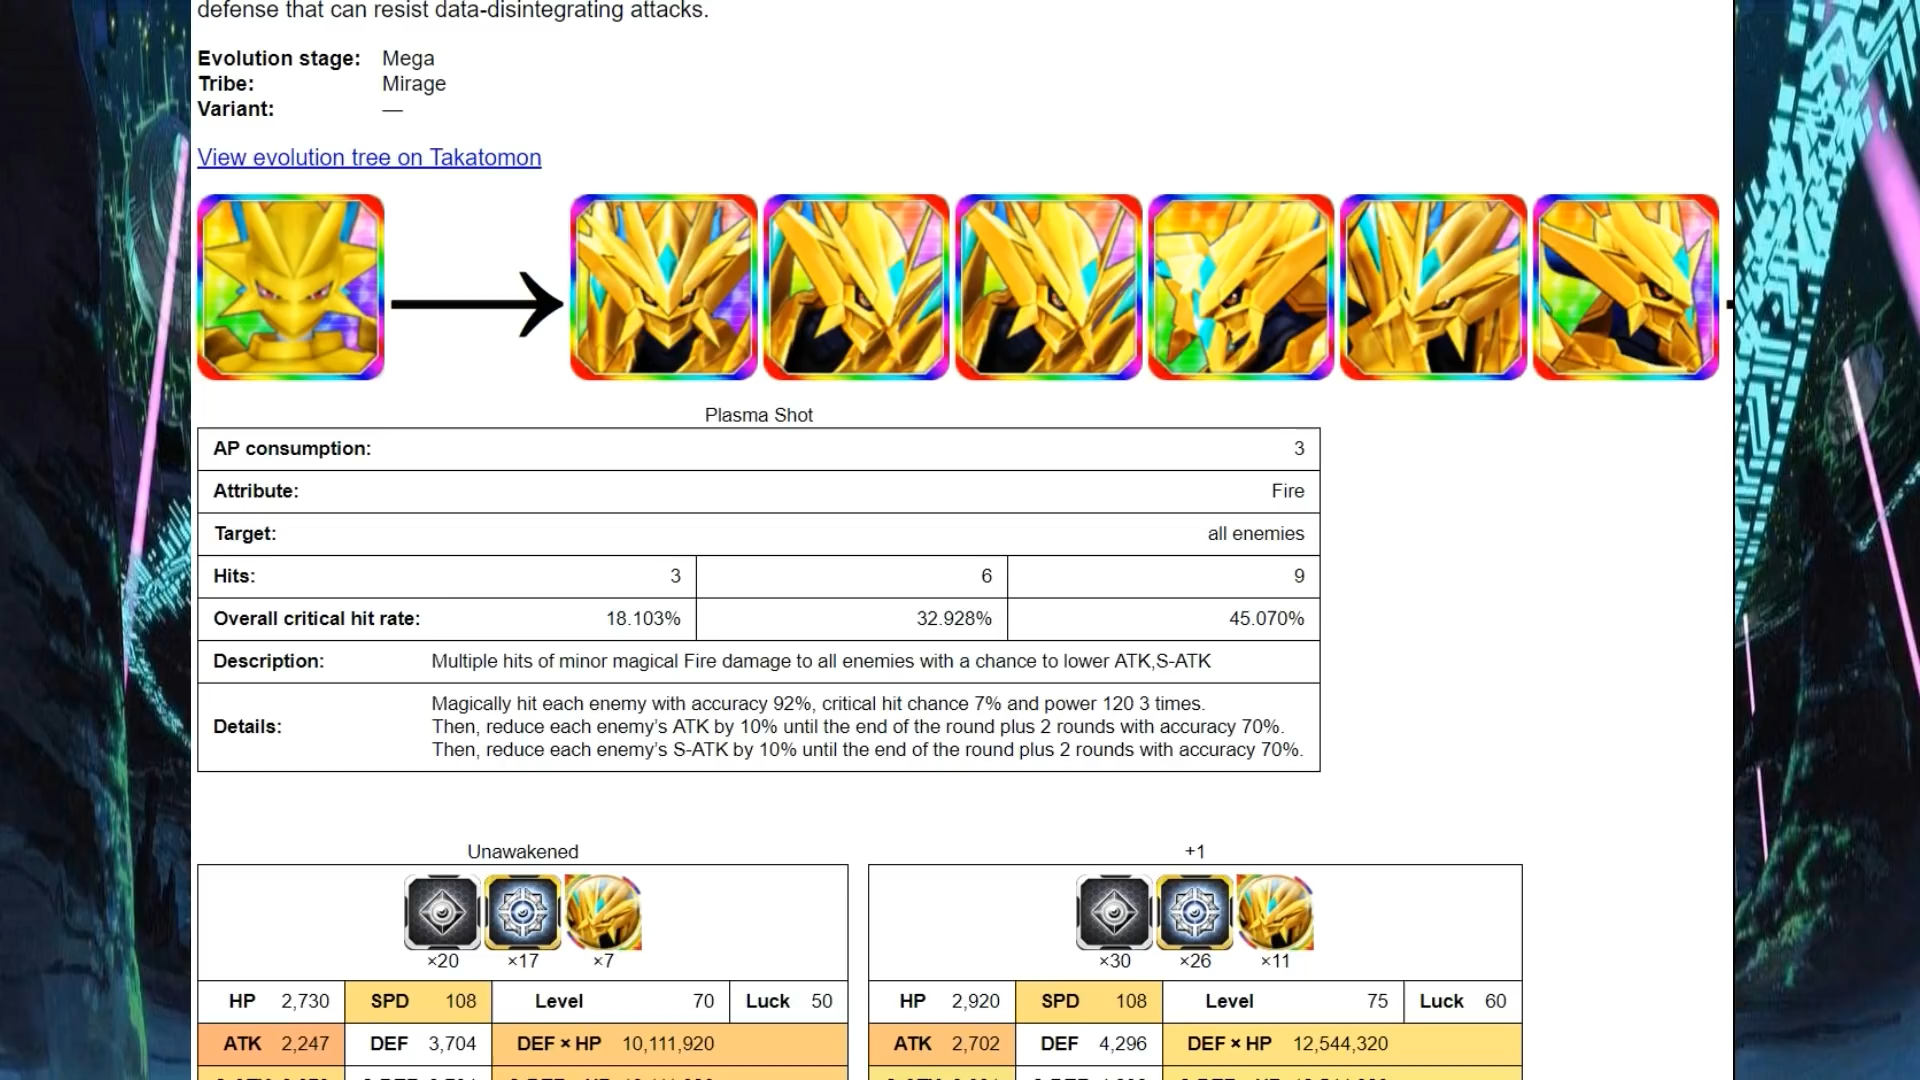 defense that can resist data-disintegrating attacks.
Evolution stage: Mega
Tribe: Mirage
Variant: —
View evolution tree on Takatomon
Plasma Shot
AP consumption: 3
Attribute: Fire
Target: all enemies
Hits: 3 6 9
Overall critical hit rate: 18.103% 32.928% 45.070%
Description: Multiple hits of minor magical Fire damage to all enemies with a chance to lower ATK,S-ATK
Details: Magically hit each enemy with accuracy 92%, critical hit chance 7% and power 120 3 times.
Then, reduce each enemy’s ATK by 10% until the end of the round plus 2 rounds with accuracy 70%.
Then, reduce each enemy’s S-ATK by 10% until the end of the round plus 2 rounds with accuracy 70%.
Unawakened
×20 ×17 ×7
HP 2,730 SPD 108 Level 70 Luck 50
ATK 2,247 DEF 3,704 DEF × HP 10,111,920
+1
×30 ×26 ×11
HP 2,920 SPD 108 Level 75 Luck 60
ATK 2,702 DEF 4,296 DEF × HP 12,544,320